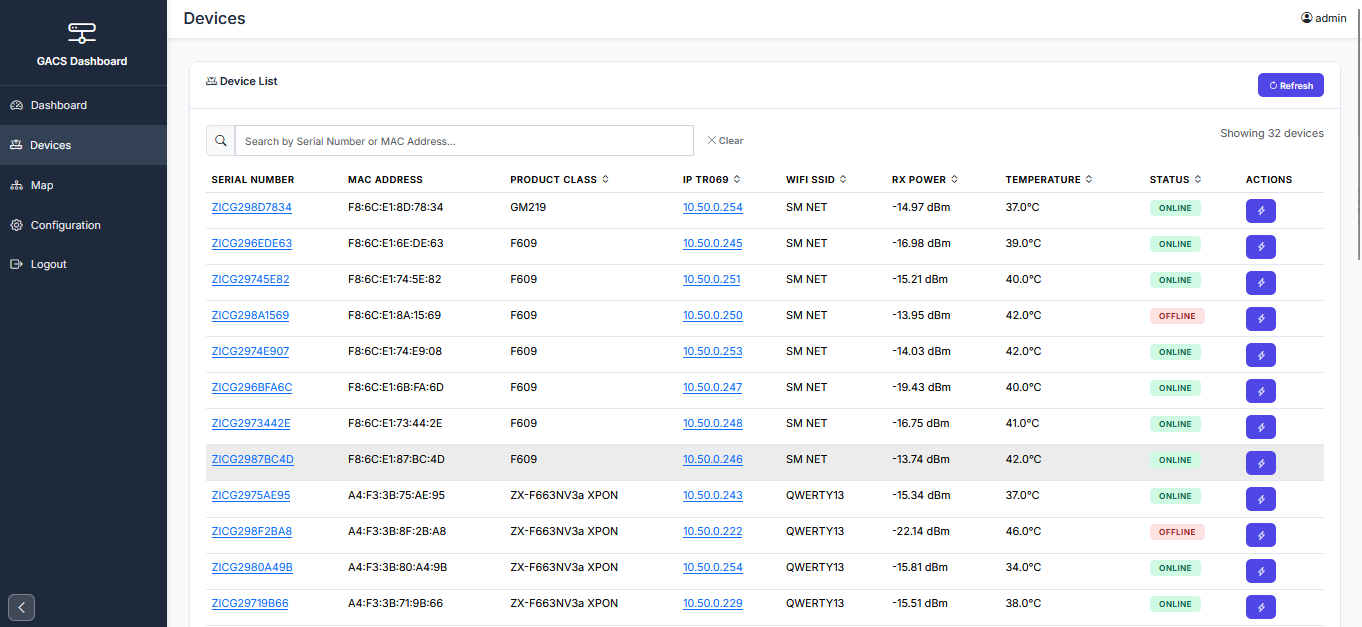 Devices
admin
GACS Dashboard
Dashboard
Devices
Map
Configuration
Logout
Device List
Refresh
Search by Serial Number or MAC Address...
Clear
Showing 32 devices
SERIAL NUMBER MAC ADDRESS PRODUCT CLASS IP TR069 WIFI SSID RX POWER TEMPERATURE STATUS ACTIONS
ZICG298D7834 F8:6C:E1:8D:78:34 GM219 10.50.0.254 SM NET -14.97 dBm 37.0°C ONLINE
ZICG296EDE63 F8:6C:E1:6E:DE:63 F609 10.50.0.245 SM NET -16.98 dBm 39.0°C ONLINE
ZICG29745E82 F8:6C:E1:74:5E:82 F609 10.50.0.251 SM NET -15.21 dBm 40.0°C ONLINE
ZICG298A1569 F8:6C:E1:8A:15:69 F609 10.50.0.250 SM NET -13.95 dBm 42.0°C OFFLINE
ZICG2974E907 F8:6C:E1:74:E9:08 F609 10.50.0.253 SM NET -14.03 dBm 42.0°C ONLINE
ZICG296BFA6C F8:6C:E1:6B:FA:6D F609 10.50.0.247 SM NET -19.43 dBm 40.0°C ONLINE
ZICG2973442E F8:6C:E1:73:44:2E F609 10.50.0.248 SM NET -16.75 dBm 41.0°C ONLINE
ZICG2987BC4D F8:6C:E1:87:BC:4D F609 10.50.0.246 SM NET -13.74 dBm 42.0°C ONLINE
ZICG2975AE95 A4:F3:3B:75:AE:95 ZX-F663NV3a XPON 10.50.0.243 QWERTY13 -15.34 dBm 37.0°C ONLINE
ZICG298F2BA8 A4:F3:3B:8F:2B:A8 ZX-F663NV3a XPON 10.50.0.222 QWERTY13 -22.14 dBm 46.0°C OFFLINE
ZICG2980A49B A4:F3:3B:80:A4:9B ZX-F663NV3a XPON 10.50.0.254 QWERTY13 -15.81 dBm 34.0°C ONLINE
ZICG29719B66 A4:F3:3B:71:9B:66 ZX-F663NV3a XPON 10.50.0.229 QWERTY13 -15.51 dBm 38.0°C ONLINE